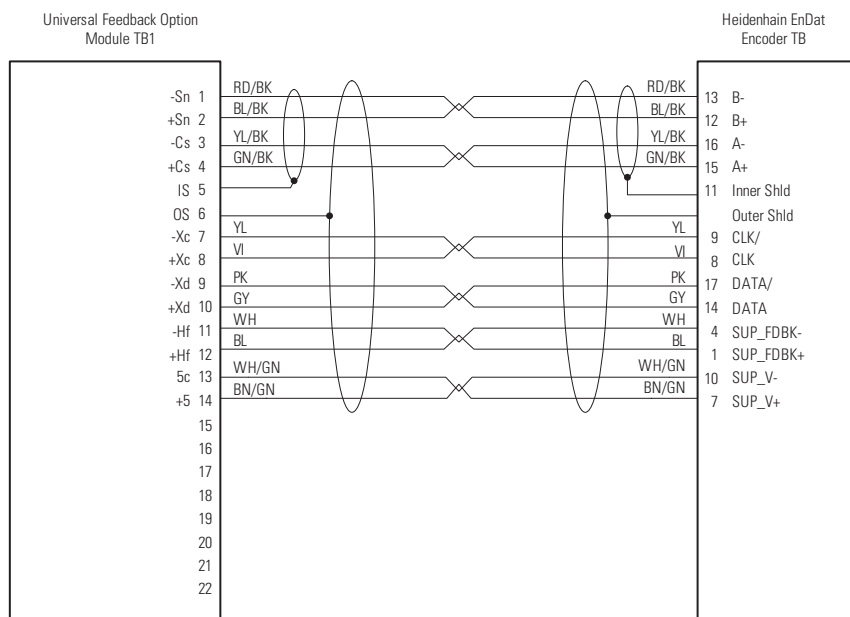 Universal Feedback Option
Module TB1
Heidenhain EnDat
Encoder TB
-Sn 1 RD/BK RD/BK 13 B-
+Sn 2 BL/BK BL/BK 12 B+
-Cs 3 YL/BK YL/BK 16 A-
+Cs 4 GN/BK GN/BK 15 A+
IS 5 11 Inner Shld
OS 6 Outer Shld
-Xc 7 YL YL 9 CLK/
+Xc 8 VI VI 8 CLK
-Xd 9 PK PK 17 DATA/
+Xd 10 GY GY 14 DATA
-Hf 11 WH WH 4 SUP_FDBK-
+Hf 12 BL BL 1 SUP_FDBK+
5c 13 WH/GN WH/GN 10 SUP_V-
+5 14 BN/GN BN/GN 7 SUP_V+
15
16
17
18
19
20
21
22